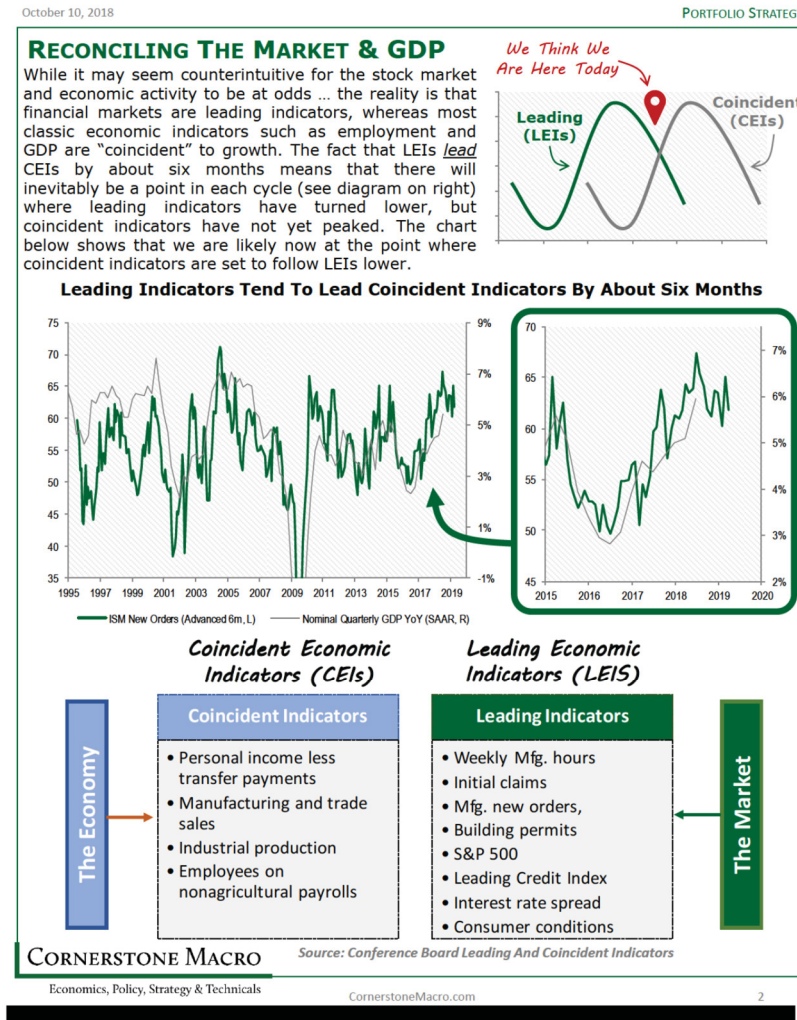 October 10, 2018
PORTFOLIO STRATEG
RECONCILING THE MARKET & GDP
While it may seem counterintuitive for the stock market
and economic activity to be at odds … the reality is that
financial markets are leading indicators, whereas most
classic economic indicators such as employment and
GDP are “coincident” to growth. The fact that LEIs lead
CEIs by about six months means that there will
inevitably be a point in each cycle (see diagram on right)
where leading indicators have turned lower, but
coincident indicators have not yet peaked. The chart
below shows that we are likely now at the point where
coincident indicators are set to follow LEIs lower.
We Think We
Are Here Today
Leading
(LEIs)
Coincident
(CEIs)
Leading Indicators Tend To Lead Coincident Indicators By About Six Months
75
70
65
60
55
50
45
40
35
9%
7%
5%
3%
1%
-1%
1995 1997 1999 2001 2003 2005 2007 2009 2011 2013 2015 2017 2019
ISM New Orders (Advanced 6m, L)
Nominal Quarterly GDP YoY (SAAR, R)
70
65
60
55
50
45
7%
6%
5%
4%
3%
2%
2015 2016 2017 2018 2019 2020
Coincident Economic
Indicators (CEIs)
Leading Economic
Indicators (LEIS)
The Economy
Coincident Indicators
• Personal income less
transfer payments
• Manufacturing and trade
sales
• Industrial production
• Employees on
nonagricultural payrolls
Leading Indicators
• Weekly Mfg. hours
• Initial claims
• Mfg. new orders,
• Building permits
• S&P 500
• Leading Credit Index
• Interest rate spread
• Consumer conditions
The Market
CORNERSTONE MACRO
Source: Conference Board Leading And Coincident Indicators
Economics, Policy, Strategy & Technicals
CornerstoneMacro.com
2